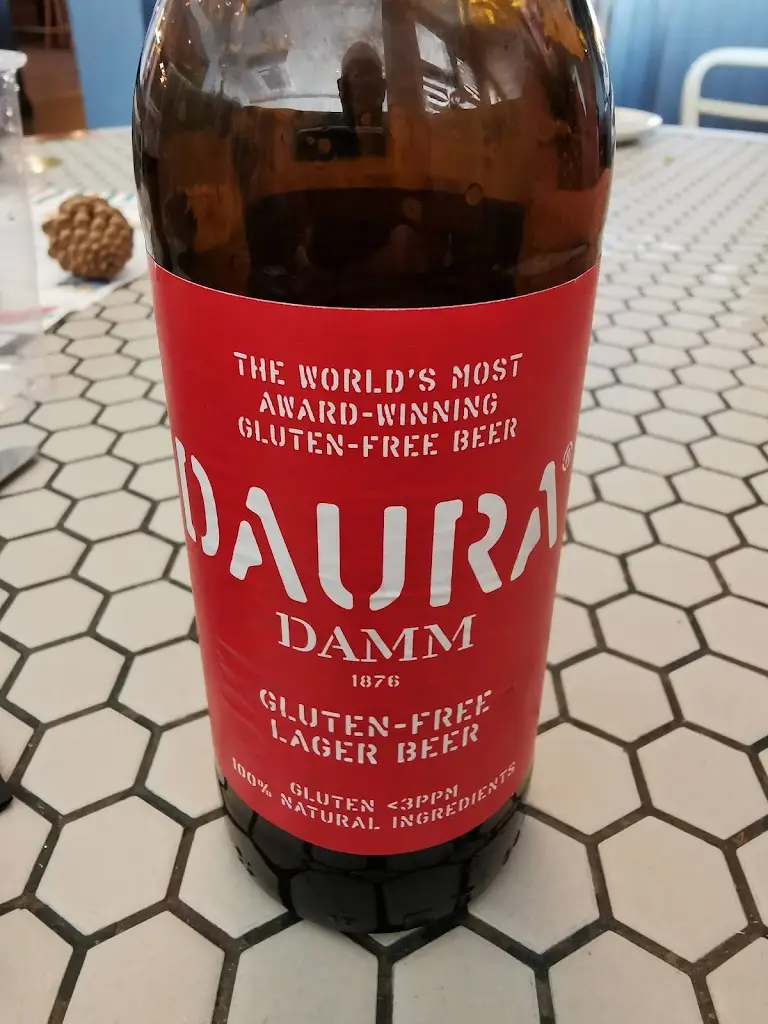 THE WORLD'S MOST
AWARD-WINNING
GLUTEN-FREE BEER
DAURA®
DAMM
1876
GLUTEN-FREE
LAGER BEER
GLUTEN <3PPM
100% NATURAL INGREDIENTS